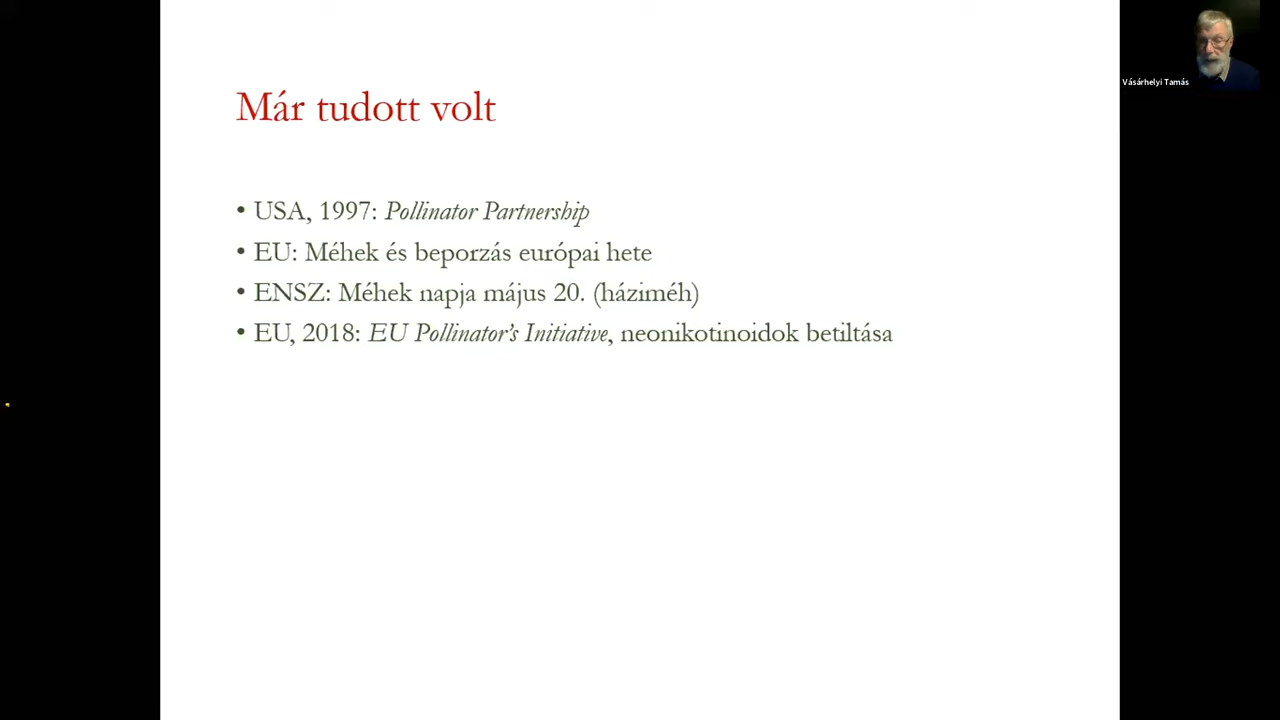 Már tudott volt
• USA, 1997: Pollinator Partnership
• EU: Méhek és beporzás európai hete
• ENSZ: Méhek napja május 20. (háziméh)
• EU, 2018: EU Pollinator’s Initiative, neonikotinoidok betiltása
Vásárhelyi Tamás